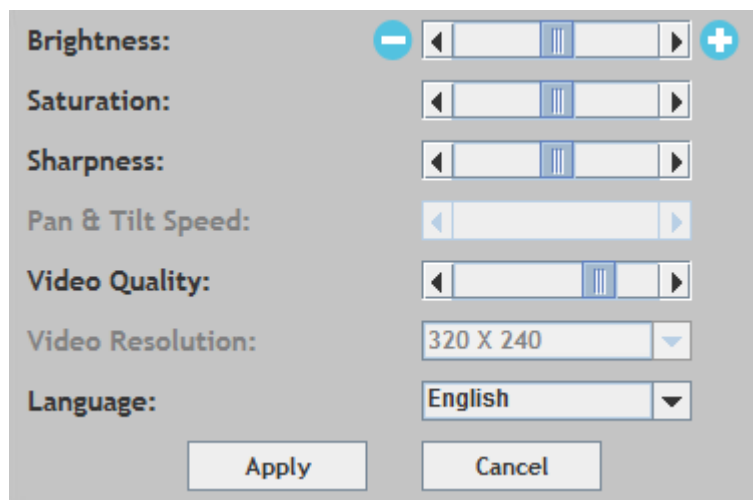 Brightness:
Saturation:
Sharpness:
Pan & Tilt Speed:
Video Quality:
Video Resolution: 320 X 240
Language: English
Apply Cancel